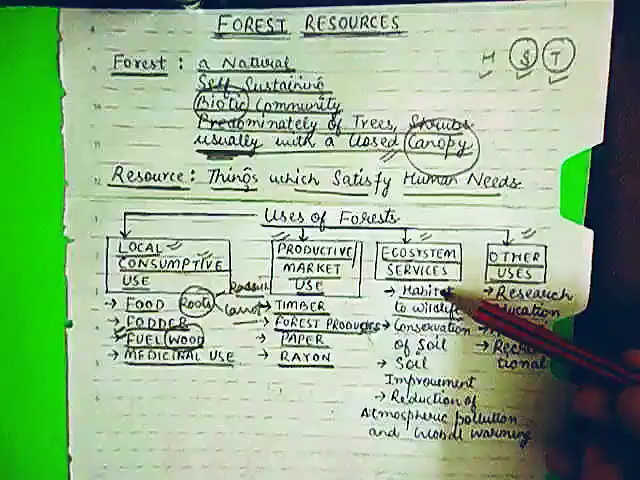 FOREST RESOURCES
H S T
Forest : a Natural
Self Sustaining
Biotic Community
Predominately of Trees, Shrubs
usually with a closed Canopy
Resource: Things which Satisfy Human Needs
Uses of Forests
LOCAL
CONSUMPTIVE
USE
→ FOOD Roots
→ FODDER
→ FUEL WOOD
→ MEDICINAL USE
PRODUCTIVE/
MARKET
USE
→ TIMBER
→ FOREST PRODUCES
→ PAPER
→ RAYON
ECOSYSTEM
SERVICES
→ Habitat
to wildlife
→ Conservation
of Soil
→ Soil
Improvement
→ Reduction of
Atmospheric pollution
and Global warming
OTHER
USES
→ Research